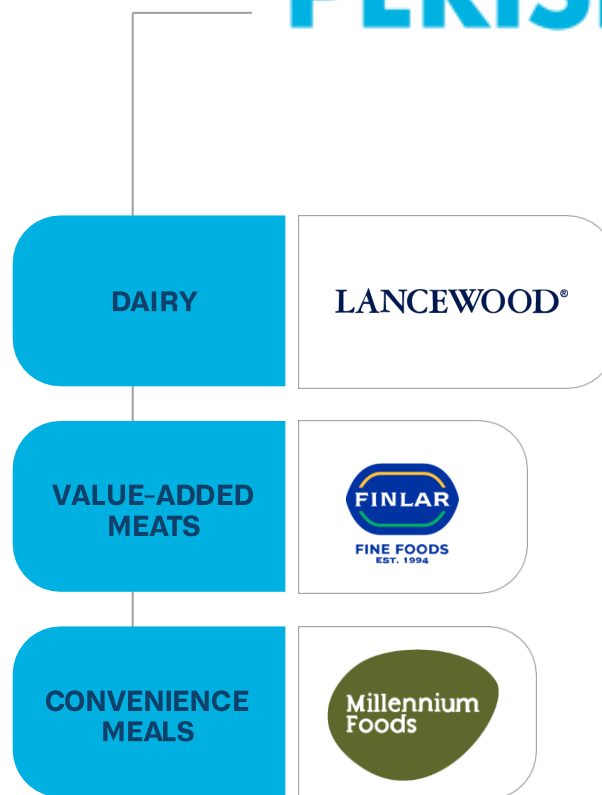 DAIRY
LANCEWOOD®
VALUE-ADDED
MEATS
FINLAR
FINE FOODS
EST. 1994
CONVENIENCE
MEALS
Millennium
Foods